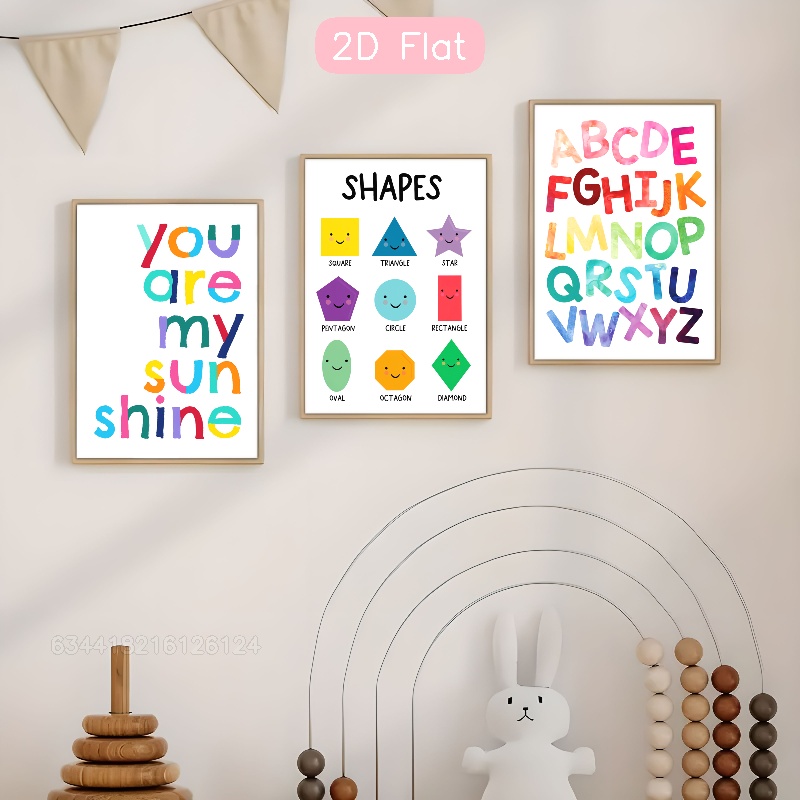 2D Flat
you
are
my
sun
shine
SHAPES
SQUARE TRIANGLE STAR
PENTAGON CIRCLE RECTANGLE
OVAL OCTAGON DIAMOND
ABCDE
FGHIJK
LMNOP
QRSTU
VWXYZ
634418216126124